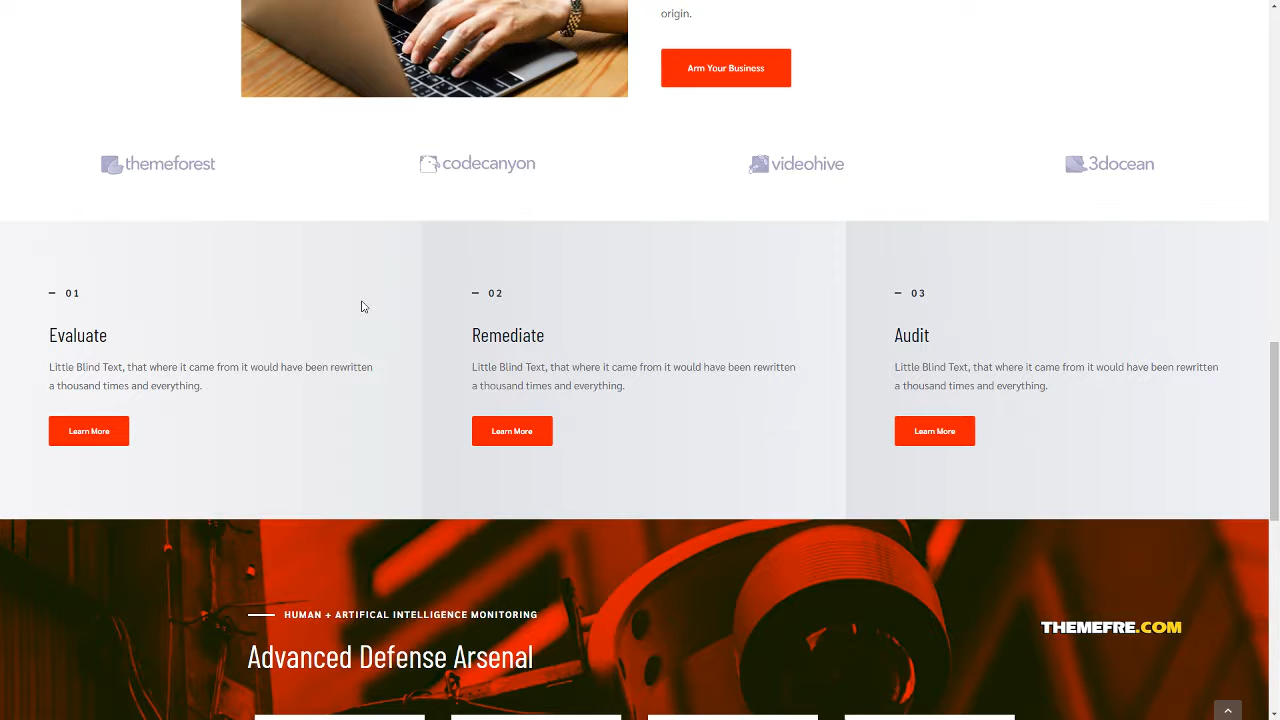 origin.
Arm Your Business
themeforest
codecanyon
videohive
3docean
01
02
03
Evaluate
Remediate
Audit
Little Blind Text, that where it came from it would have been rewritten
a thousand times and everything.
Little Blind Text, that where it came from it would have been rewritten
a thousand times and everything.
Little Blind Text, that where it came from it would have been rewritten
a thousand times and everything.
Learn More
Learn More
Learn More
HUMAN + ARTIFICAL INTELLIGENCE MONITORING
THEMEFRE.COM
Advanced Defense Arsenal